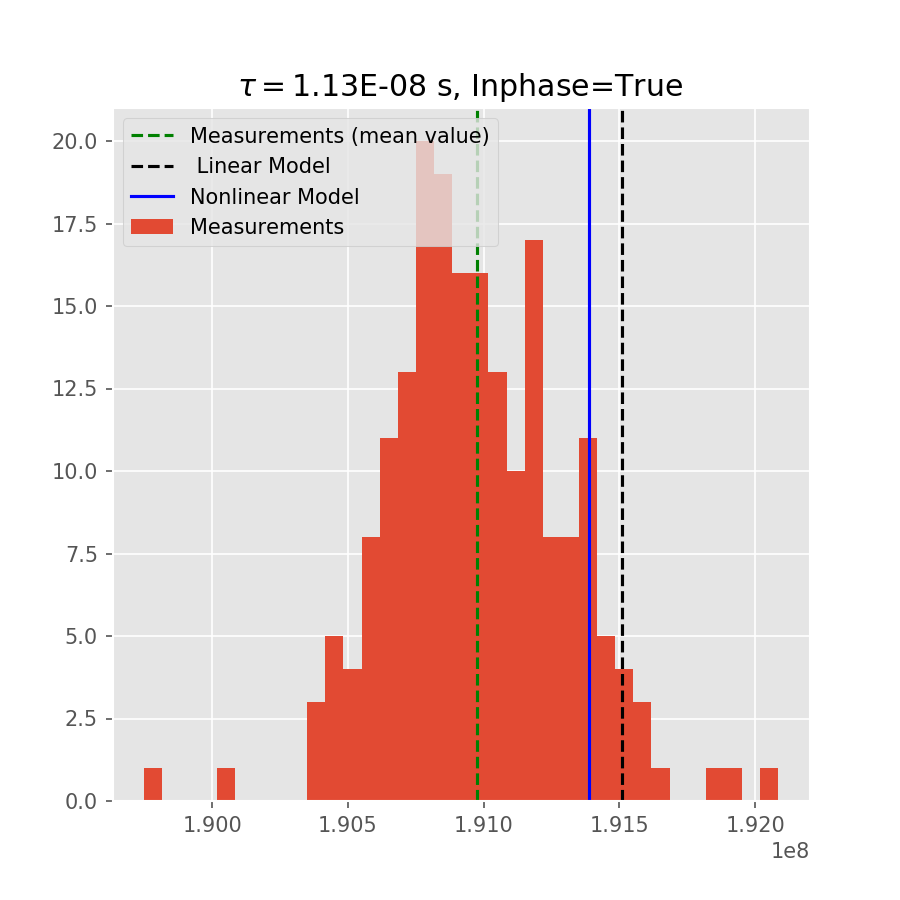 τ = 1.13E-08 s, Inphase=True
Measurements (mean value)
Linear Model
Nonlinear Model
Measurements
20.0
17.5
15.0
12.5
10.0
7.5
5.0
2.5
0.0
1.900 1.905 1.910 1.915 1.920
1e8